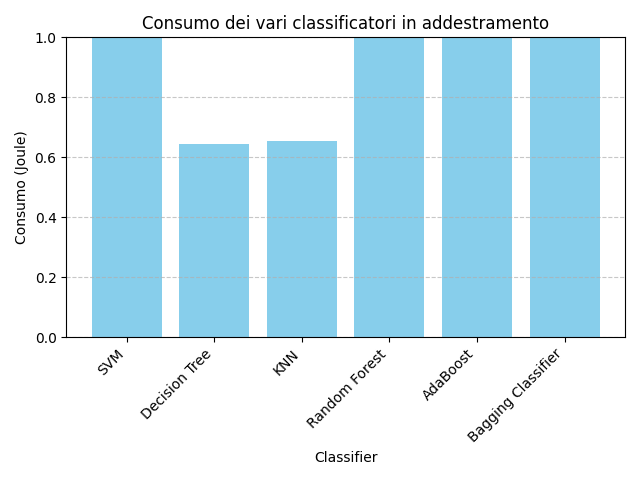 Consumo dei vari classificatori in addestramento
Consumo (Joule)
1.0
0.8
0.6
0.4
0.2
0.0
SVM
Decision Tree
KNN
Random Forest
AdaBoost
Bagging Classifier
Classifier